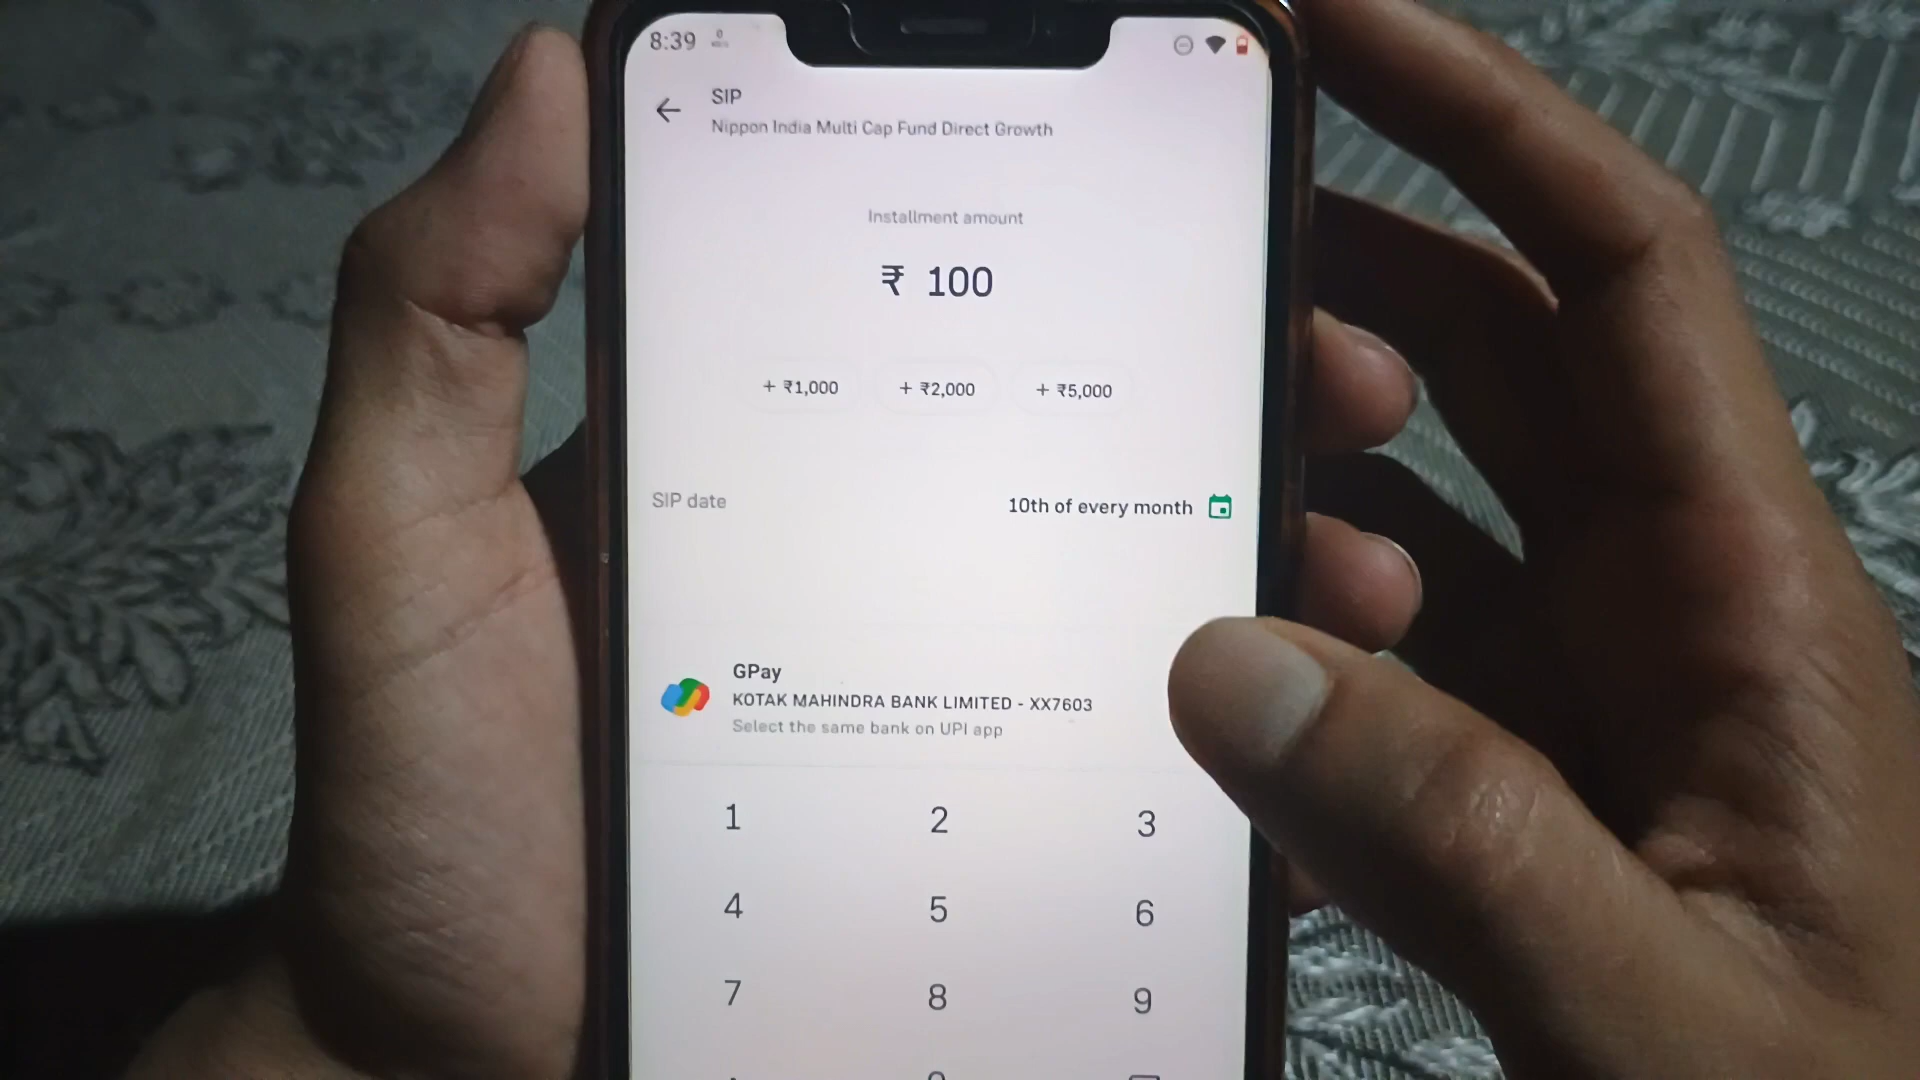 8:39
SIP
Nippon India Multi Cap Fund Direct Growth
Installment amount
₹ 100
+ ₹1,000 + ₹2,000 + ₹5,000
SIP date 10th of every month
GPay
KOTAK MAHINDRA BANK LIMITED - XX7603
Select the same bank on UPI app
1 2 3
4 5 6
7 8 9